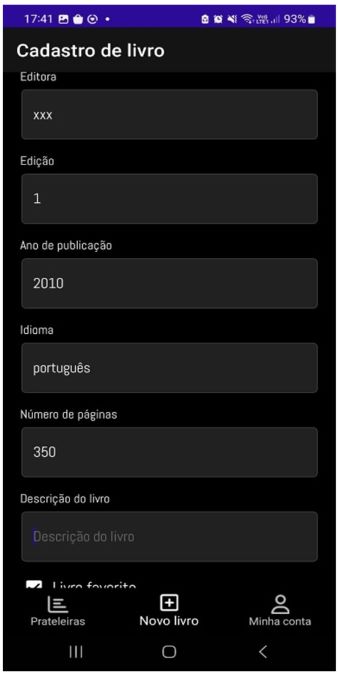 17:41 93%
Cadastro de livro
Editora
xxx
Edição
1
Ano de publicação
2010
Idioma
português
Número de páginas
350
Descrição do livro
Descrição do livro
Livro favorito
Prateleiras Novo livro Minha conta